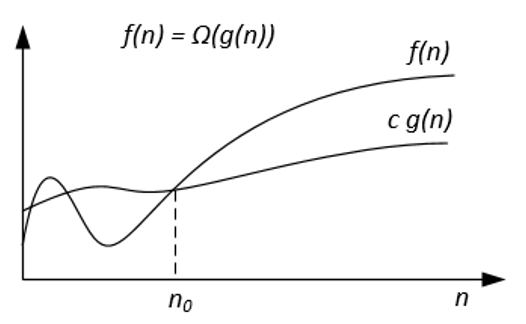 f(n) = Ω(g(n))
f(n)
c g(n)
n₀
n